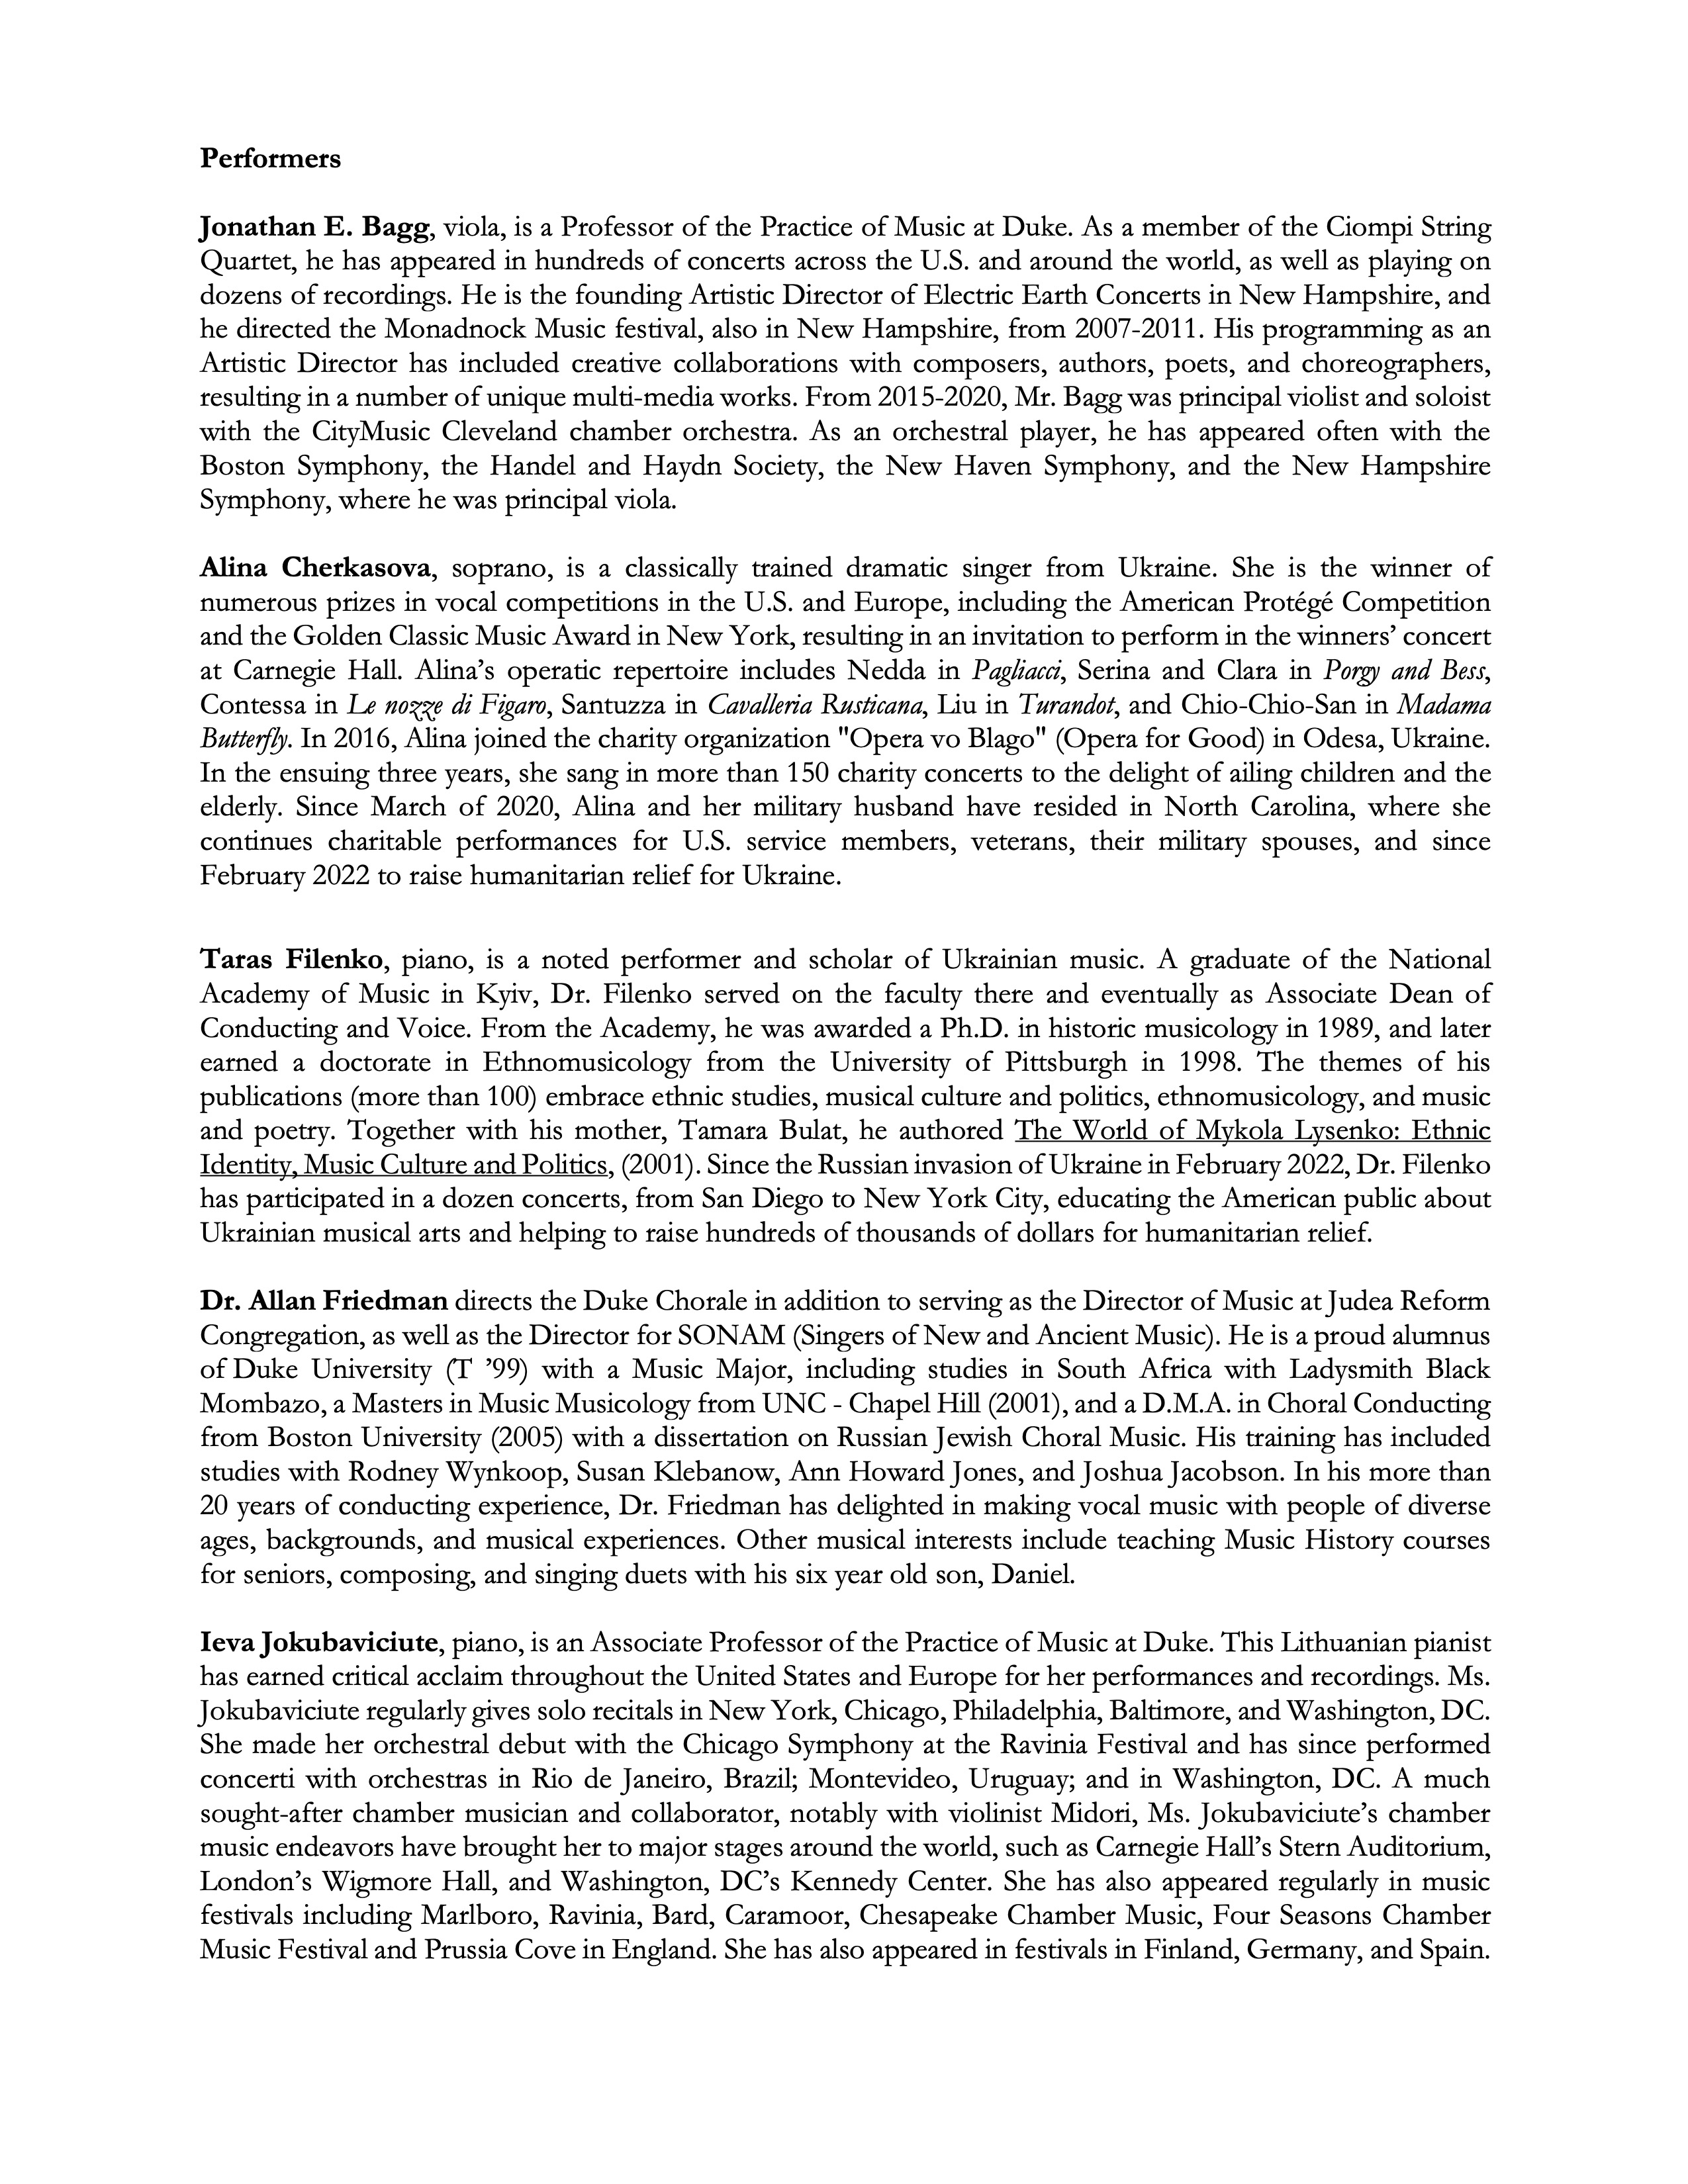 Performers
Jonathan E. Bagg, viola, is a Professor of the Practice of Music at Duke. As a member of the Ciompi String
Quartet, he has appeared in hundreds of concerts across the U.S. and around the world, as well as playing on
dozens of recordings. He is the founding Artistic Director of Electric Earth Concerts in New Hampshire, and
he directed the Monadnock Music festival, also in New Hampshire, from 2007-2011. His programming as an
Artistic Director has included creative collaborations with composers, authors, poets, and choreographers,
resulting in a number of unique multi-media works. From 2015-2020, Mr. Bagg was principal violist and soloist
with the CityMusic Cleveland chamber orchestra. As an orchestral player, he has appeared often with the
Boston Symphony, the Handel and Haydn Society, the New Haven Symphony, and the New Hampshire
Symphony, where he was principal viola.
Alina Cherkasova, soprano, is a classically trained dramatic singer from Ukraine. She is the winner of
numerous prizes in vocal competitions in the U.S. and Europe, including the American Protégé Competition
and the Golden Classic Music Award in New York, resulting in an invitation to perform in the winners’ concert
at Carnegie Hall. Alina’s operatic repertoire includes Nedda in Pagliacci, Serina and Clara in Porgy and Bess,
Contessa in Le nozze di Figaro, Santuzza in Cavalleria Rusticana, Liu in Turandot, and Chio-Chio-San in Madama
Butterfly. In 2016, Alina joined the charity organization "Opera vo Blago" (Opera for Good) in Odesa, Ukraine.
In the ensuing three years, she sang in more than 150 charity concerts to the delight of ailing children and the
elderly. Since March of 2020, Alina and her military husband have resided in North Carolina, where she
continues charitable performances for U.S. service members, veterans, their military spouses, and since
February 2022 to raise humanitarian relief for Ukraine.
Taras Filenko, piano, is a noted performer and scholar of Ukrainian music. A graduate of the National
Academy of Music in Kyiv, Dr. Filenko served on the faculty there and eventually as Associate Dean of
Conducting and Voice. From the Academy, he was awarded a Ph.D. in historic musicology in 1989, and later
earned a doctorate in Ethnomusicology from the University of Pittsburgh in 1998. The themes of his
publications (more than 100) embrace ethnic studies, musical culture and politics, ethnomusicology, and music
and poetry. Together with his mother, Tamara Bulat, he authored The World of Mykola Lysenko: Ethnic
Identity, Music Culture and Politics, (2001). Since the Russian invasion of Ukraine in February 2022, Dr. Filenko
has participated in a dozen concerts, from San Diego to New York City, educating the American public about
Ukrainian musical arts and helping to raise hundreds of thousands of dollars for humanitarian relief.
Dr. Allan Friedman directs the Duke Chorale in addition to serving as the Director of Music at Judea Reform
Congregation, as well as the Director for SONAM (Singers of New and Ancient Music). He is a proud alumnus
of Duke University (T ’99) with a Music Major, including studies in South Africa with Ladysmith Black
Mombazo, a Masters in Music Musicology from UNC - Chapel Hill (2001), and a D.M.A. in Choral Conducting
from Boston University (2005) with a dissertation on Russian Jewish Choral Music. His training has included
studies with Rodney Wynkoop, Susan Klebanow, Ann Howard Jones, and Joshua Jacobson. In his more than
20 years of conducting experience, Dr. Friedman has delighted in making vocal music with people of diverse
ages, backgrounds, and musical experiences. Other musical interests include teaching Music History courses
for seniors, composing, and singing duets with his six year old son, Daniel.
Ieva Jokubaviciute, piano, is an Associate Professor of the Practice of Music at Duke. This Lithuanian pianist
has earned critical acclaim throughout the United States and Europe for her performances and recordings. Ms.
Jokubaviciute regularly gives solo recitals in New York, Chicago, Philadelphia, Baltimore, and Washington, DC.
She made her orchestral debut with the Chicago Symphony at the Ravinia Festival and has since performed
concerti with orchestras in Rio de Janeiro, Brazil; Montevideo, Uruguay; and in Washington, DC. A much
sought-after chamber musician and collaborator, notably with violinist Midori, Ms. Jokubaviciute’s chamber
music endeavors have brought her to major stages around the world, such as Carnegie Hall’s Stern Auditorium,
London’s Wigmore Hall, and Washington, DC’s Kennedy Center. She has also appeared regularly in music
festivals including Marlboro, Ravinia, Bard, Caramoor, Chesapeake Chamber Music, Four Seasons Chamber
Music Festival and Prussia Cove in England. She has also appeared in festivals in Finland, Germany, and Spain.